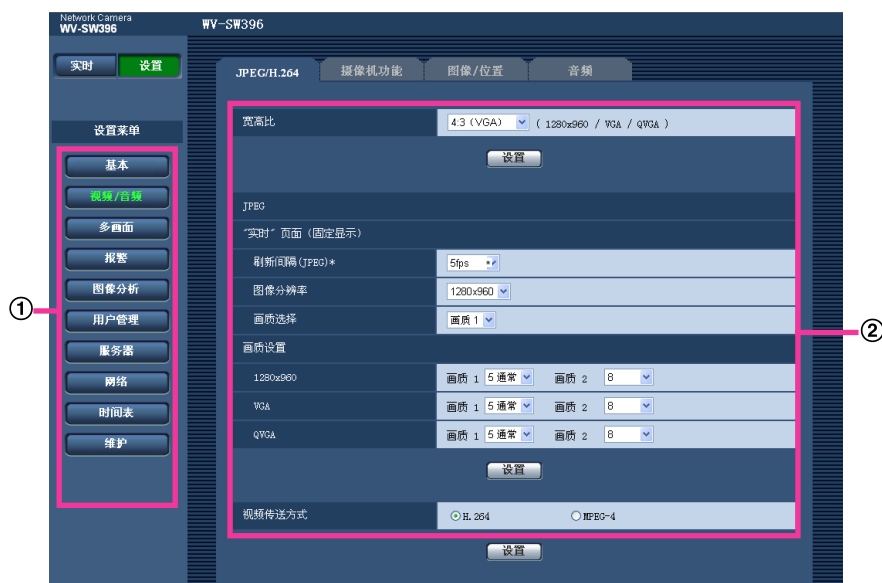 Network Camera
WV-SW396
WV-SW396
实时 设置
JPEG/H.264 摄像机功能 图像/位置 音频
设置菜单
基本
视频/音频
多画面
报警
图像分析
用户管理
服务器
网络
时间表
维护
①
宽高比 4:3(VGA) ( 1280x960 / VGA / QVGA )
设置
JPEG
"实时"页面(固定显示)
刷新间隔(JPEG)* 5fps *
图像分辨率 1280x960
画质选择 画质 1
画质设置
1280x960 画质 1 5 通常 画质 2 8
VGA 画质 1 5 通常 画质 2 8
QVGA 画质 1 5 通常 画质 2 8
设置
视频传送方式 H.264 MPEG-4
设置
②